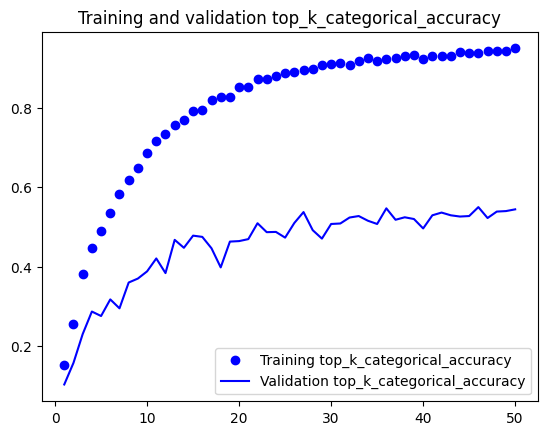 Training and validation top_k_categorical_accuracy
0.8
0.6
0.4
0.2
Training top_k_categorical_accuracy
Validation top_k_categorical_accuracy
0 10 20 30 40 50